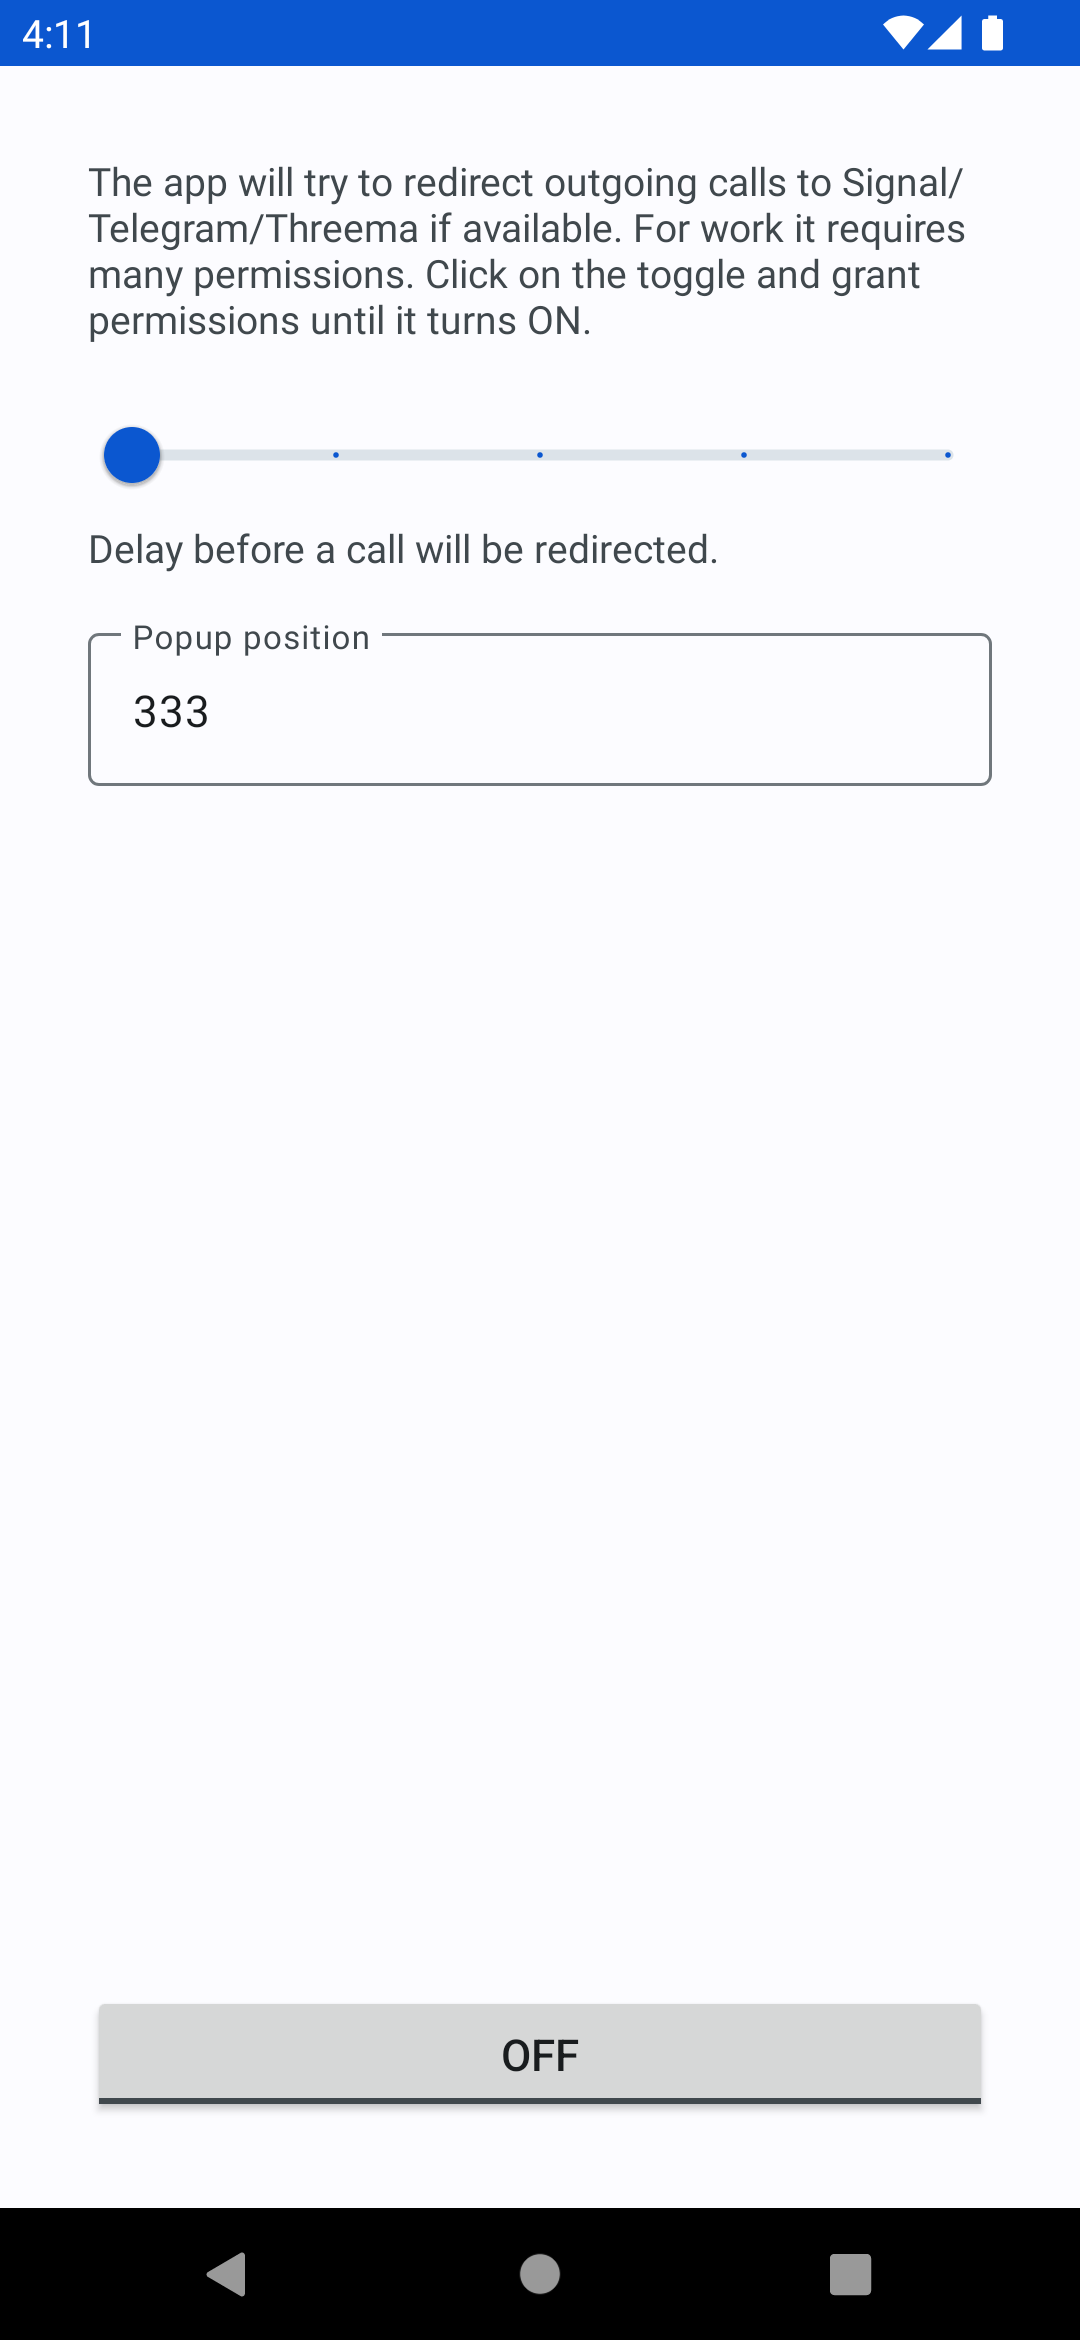 4:11
The app will try to redirect outgoing calls to Signal/
Telegram/Threema if available. For work it requires
many permissions. Click on the toggle and grant
permissions until it turns ON.
Delay before a call will be redirected.
Popup position
333
OFF